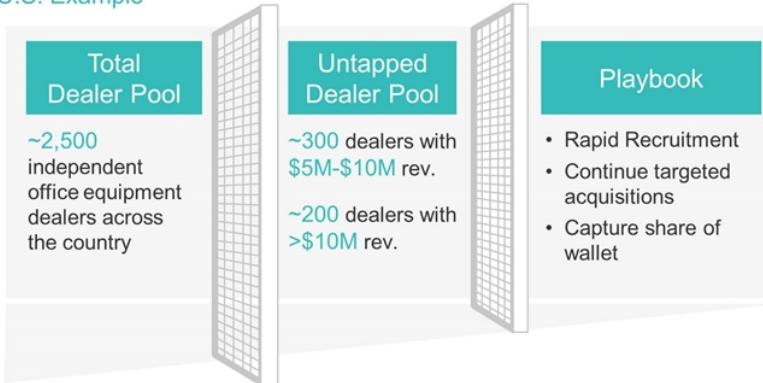 U.S. Example
Total
Dealer Pool
~2,500
independent
office equipment
dealers across
the country
Untapped
Dealer Pool
~300 dealers with
$5M-$10M rev.
~200 dealers with
>$10M rev.
Playbook
• Rapid Recruitment
• Continue targeted
acquisitions
• Capture share of
wallet